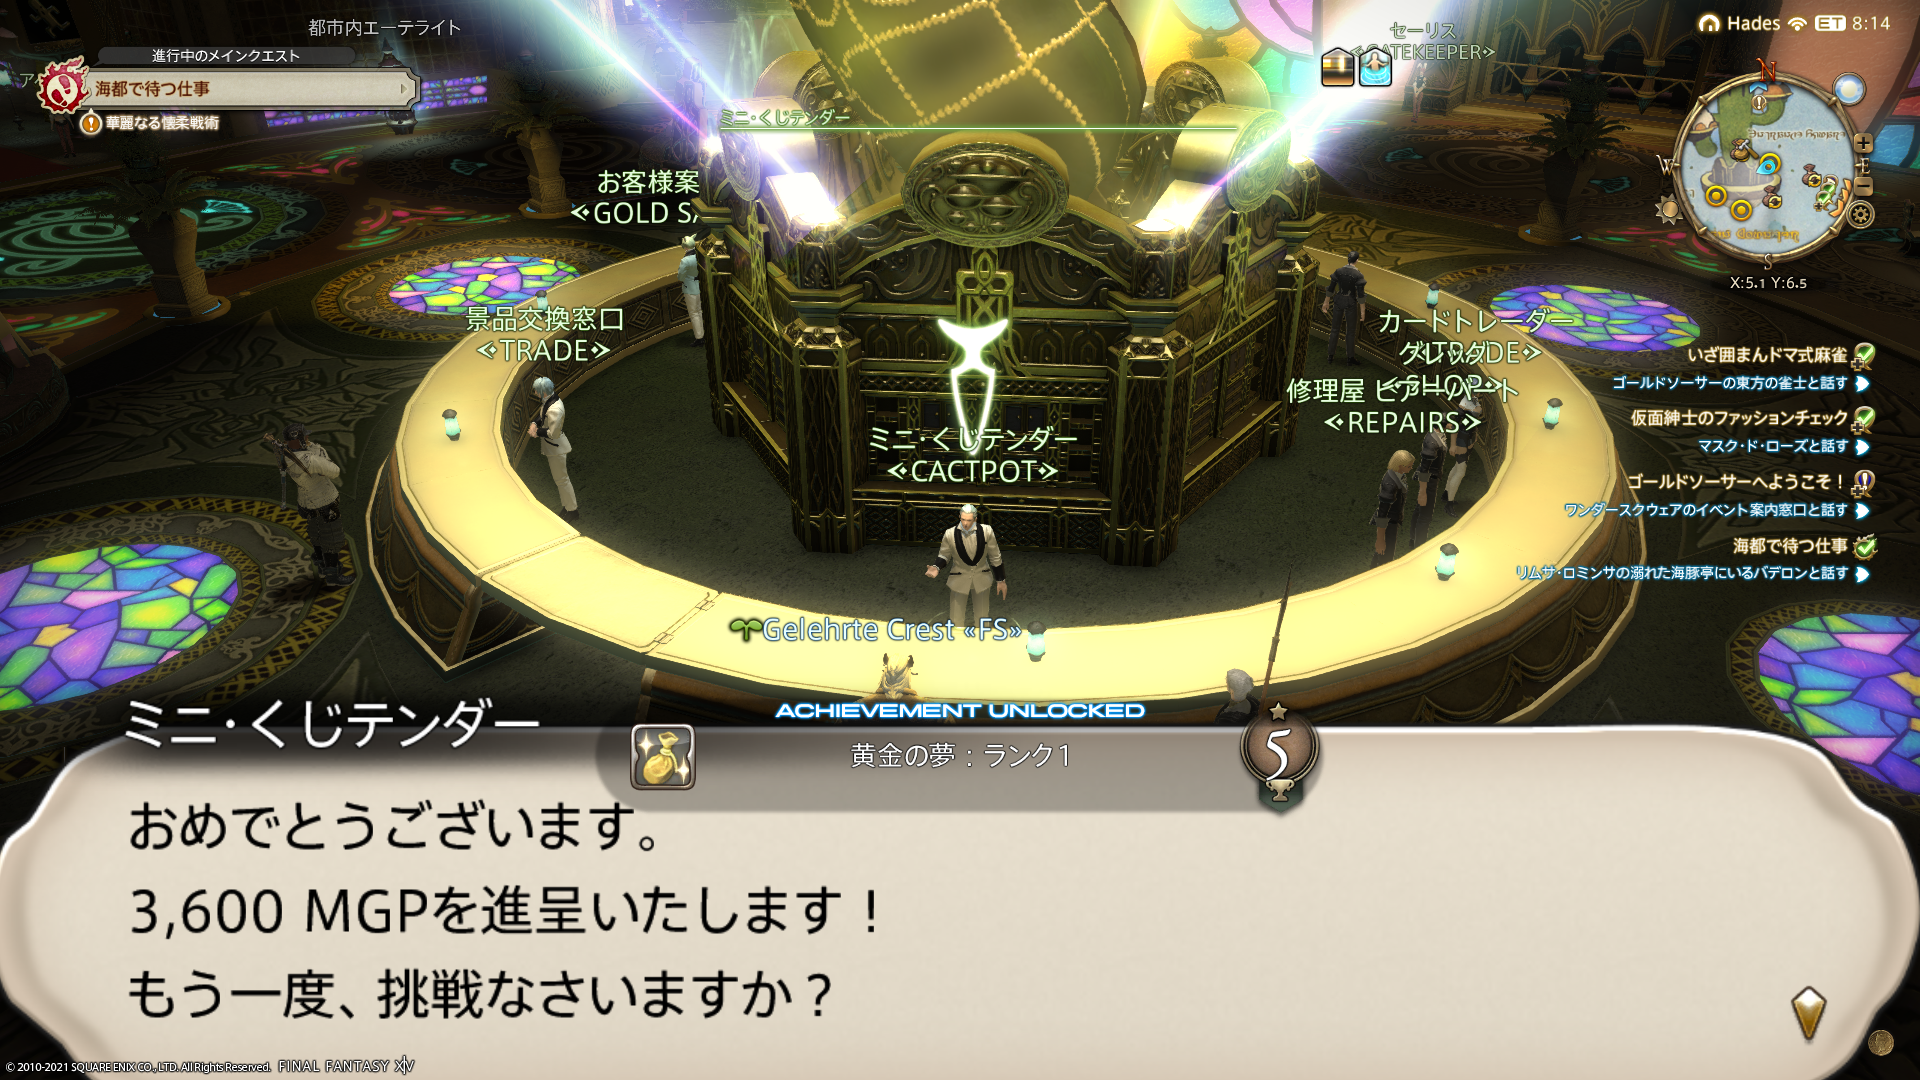 都市内エーテライト
進行中のメインクエスト
海都で待つ仕事
華麗なる懐柔戦術
セーリス
GATEKEEPER
Hades ET 8:14
N
W
E
S
X:5.1 Y:6.5
ミニ・くじテンダー
お客様案
GOLD SA
景品交換窓口
TRADE
カードトレーダー
TRADE
SHOP
修理屋 ピアーバート
REPAIRS
ミニ・くじテンダー
CACTPOT
いざ囲まんドマ式麻雀
ゴールドソーサーの東方の雀士と話す
仮面紳士のファッションチェック
マスク・ド・ローズと話す
ゴールドソーサーへようこそ！
ワンダースクウェアのイベント案内窓口と話す
海都で待つ仕事
リムサ・ロミンサの溺れた海豚亭にいるバデロンと話す
Gelehrte Crest «FS»
ACHIEVEMENT UNLOCKED
黄金の夢：ランク1
5
ミニ・くじテンダー
おめでとうございます。
3,600 MGPを進呈いたします！
もう一度、挑戦なさいますか？
© 2010-2021 SQUARE ENIX CO., LTD. All Rights Reserved. FINAL FANTASY XIV